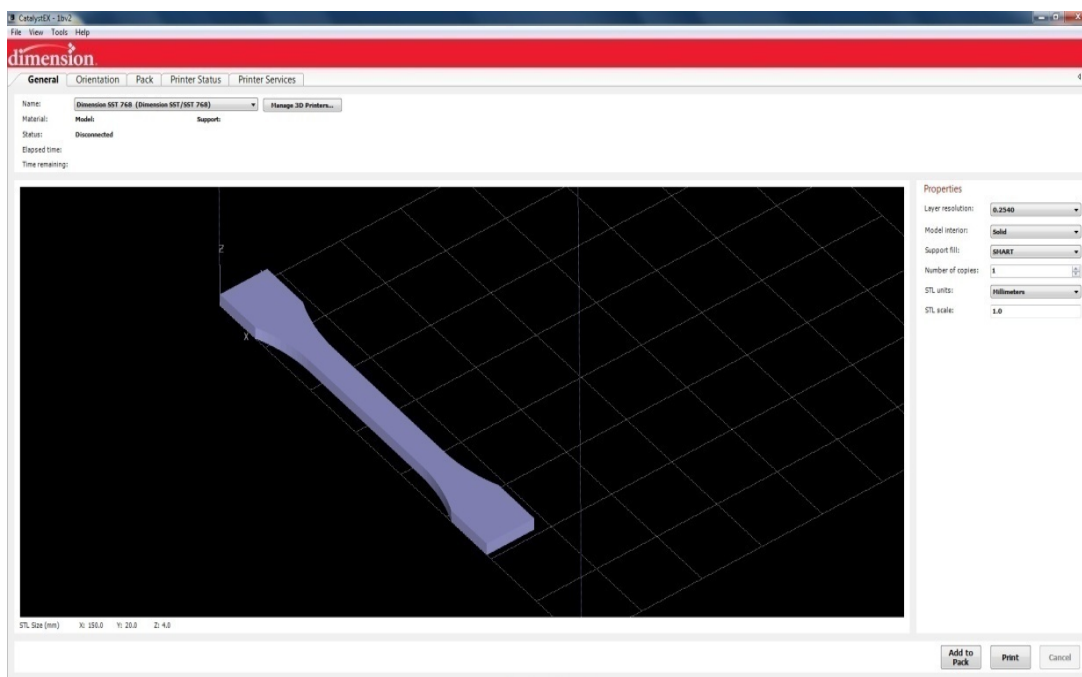 CatalystEX - 1bv2
File View Tools Help
dimension
General Orientation Pack Printer Status Printer Services
Name: Dimension SST 768 (Dimension SST/SST 768) Manage 3D Printers...
Material: Model: Support:
Status: Disconnected
Elapsed time:
Time remaining:
Properties
Layer resolution: 0.2540
Model interior: Solid
Support fill: SMART
Number of copies: 1
STL units: Millimeters
STL scale: 1.0
Z
X
STL Size (mm) X: 150.0 Y: 20.0 Z: 4.0
Add to Pack Print Cancel